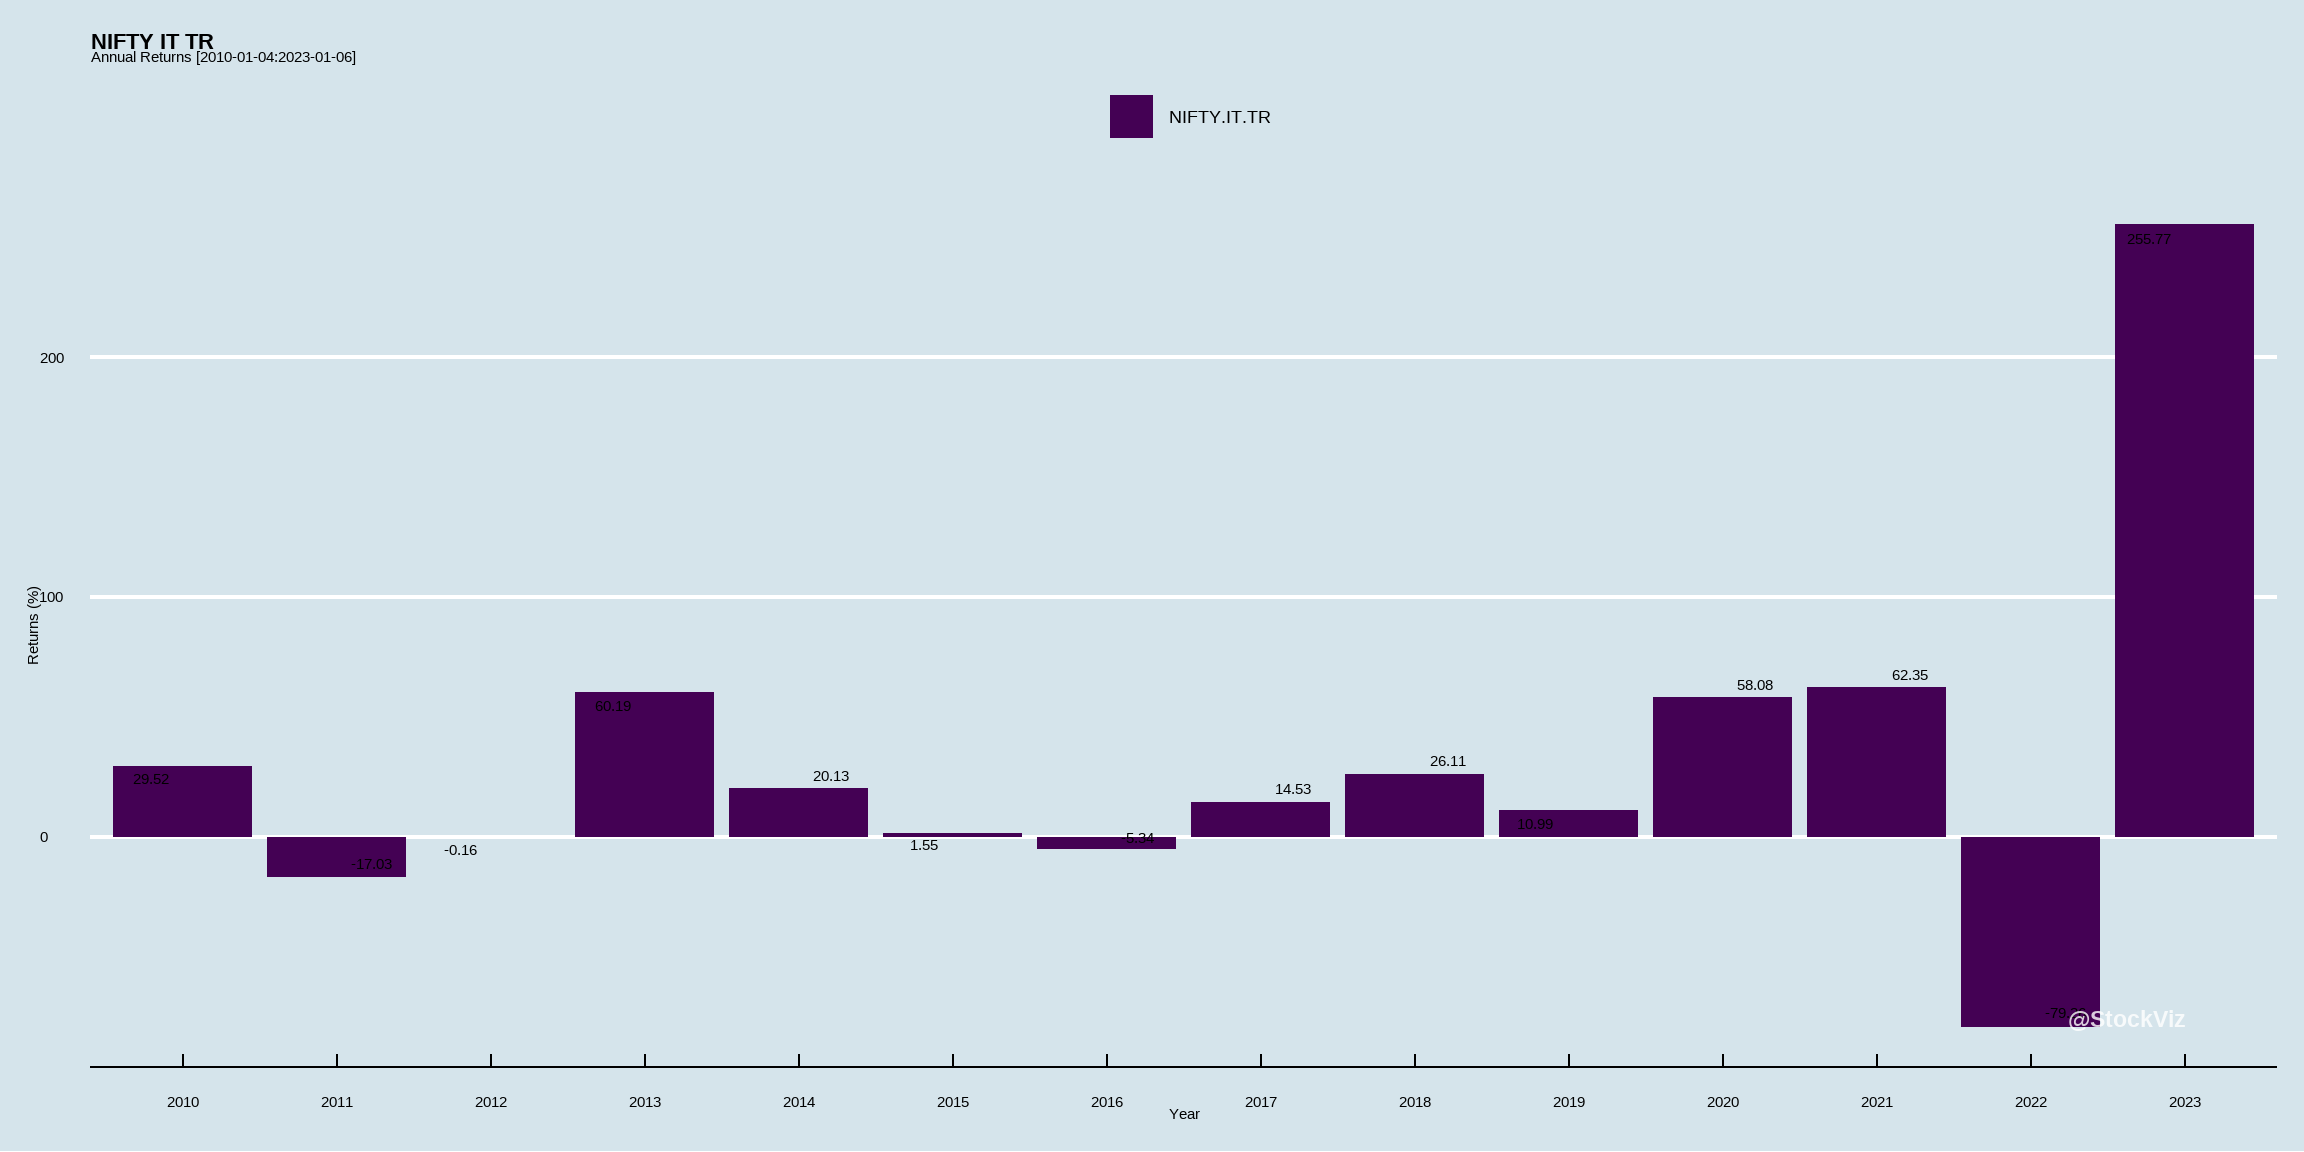 NIFTY IT TR
Annual Returns [2010-01-04:2023-01-06]
NIFTY.IT.TR
255.77
200
Returns (%)
100
62.35
58.08
60.19
26.11
29.52
20.13
14.53
10.99
0
-5.34
1.55
-0.16
-17.03
-79
@StockViz
2010 2011 2012 2013 2014 2015 2016 2017 2018 2019 2020 2021 2022 2023
Year